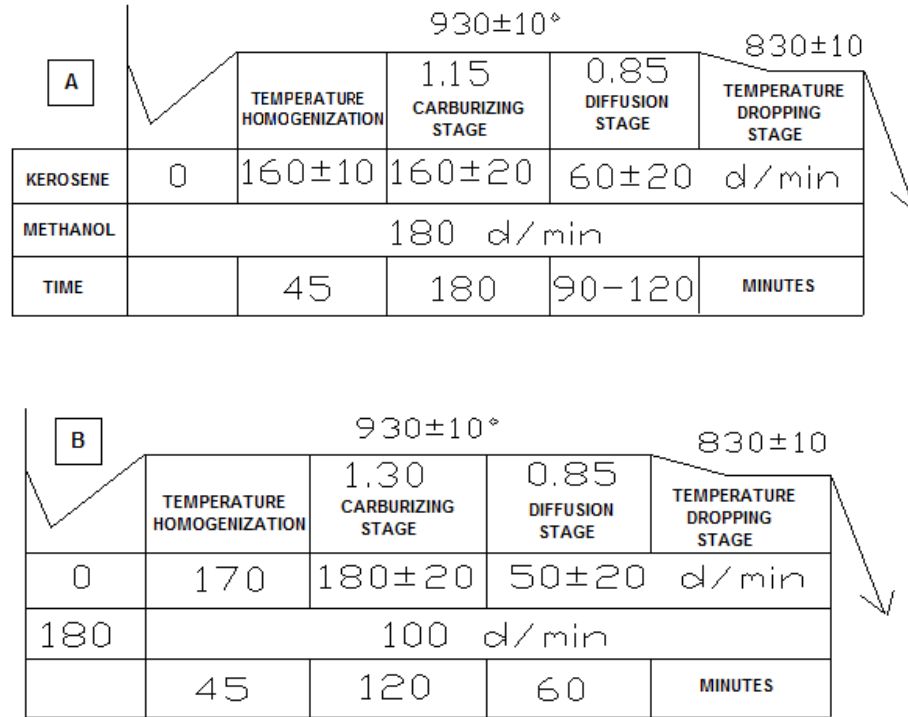 930±10°
830±10
A
1.15
0.85
TEMPERATURE
HOMOGENIZATION
CARBURIZING
STAGE
DIFFUSION
STAGE
TEMPERATURE
DROPPING
STAGE
KEROSENE 0 160±10 160±20 60±20 d/min
METHANOL 180 d/min
TIME 45 180 90-120 MINUTES
930±10°
830±10
B
1.30
0.85
TEMPERATURE
HOMOGENIZATION
CARBURIZING
STAGE
DIFFUSION
STAGE
TEMPERATURE
DROPPING
STAGE
0 170 180±20 50±20 d/min
180 100 d/min
45 120 60 MINUTES